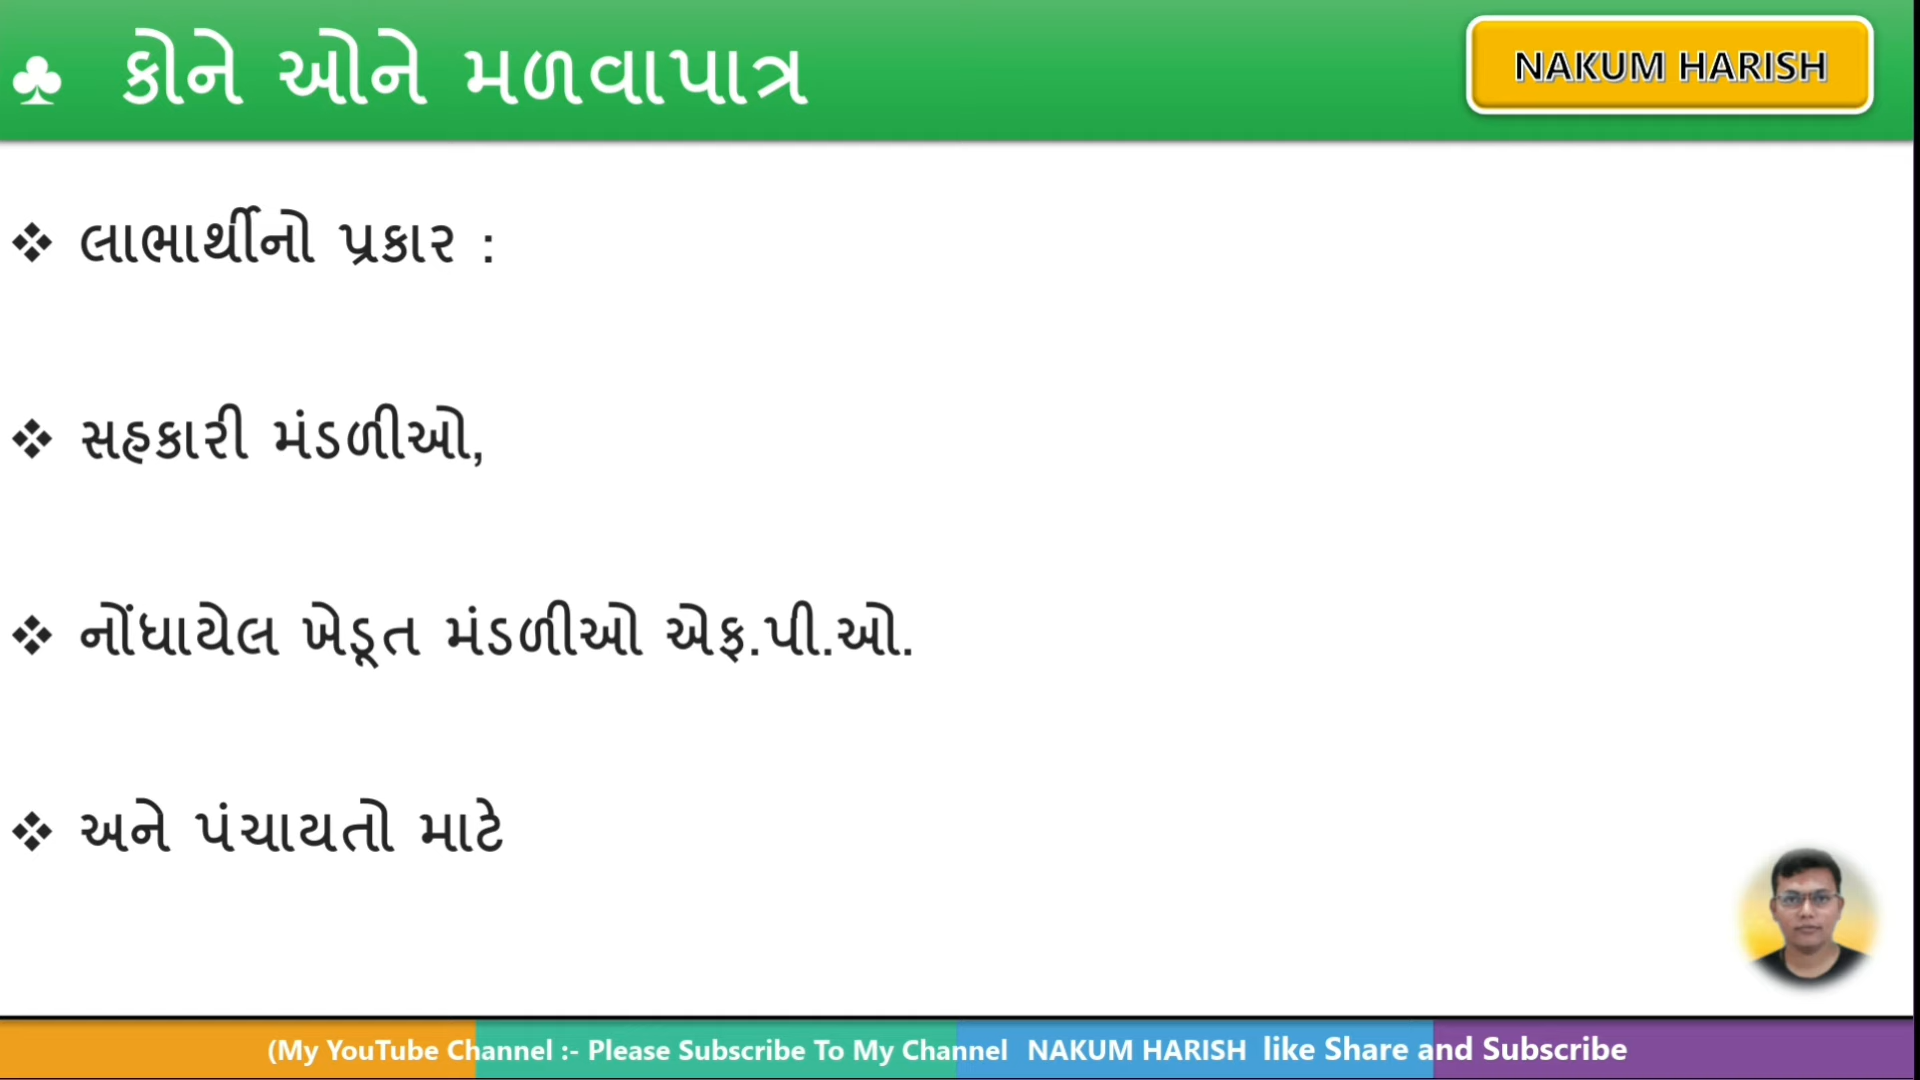 ♣ કોને ઓને મળવાપાત્ર
NAKUM HARISH
❖ લાભાર્થીનો પ્રકાર :
❖ સહકારી મંડળીઓ,
❖ નોંધાયેલ ખેડૂત મંડળીઓ એફ.પી.ઓ.
❖ અને પંચાયતો માટે
(My YouTube Channel :- Please Subscribe To My Channel NAKUM HARISH like Share and Subscribe